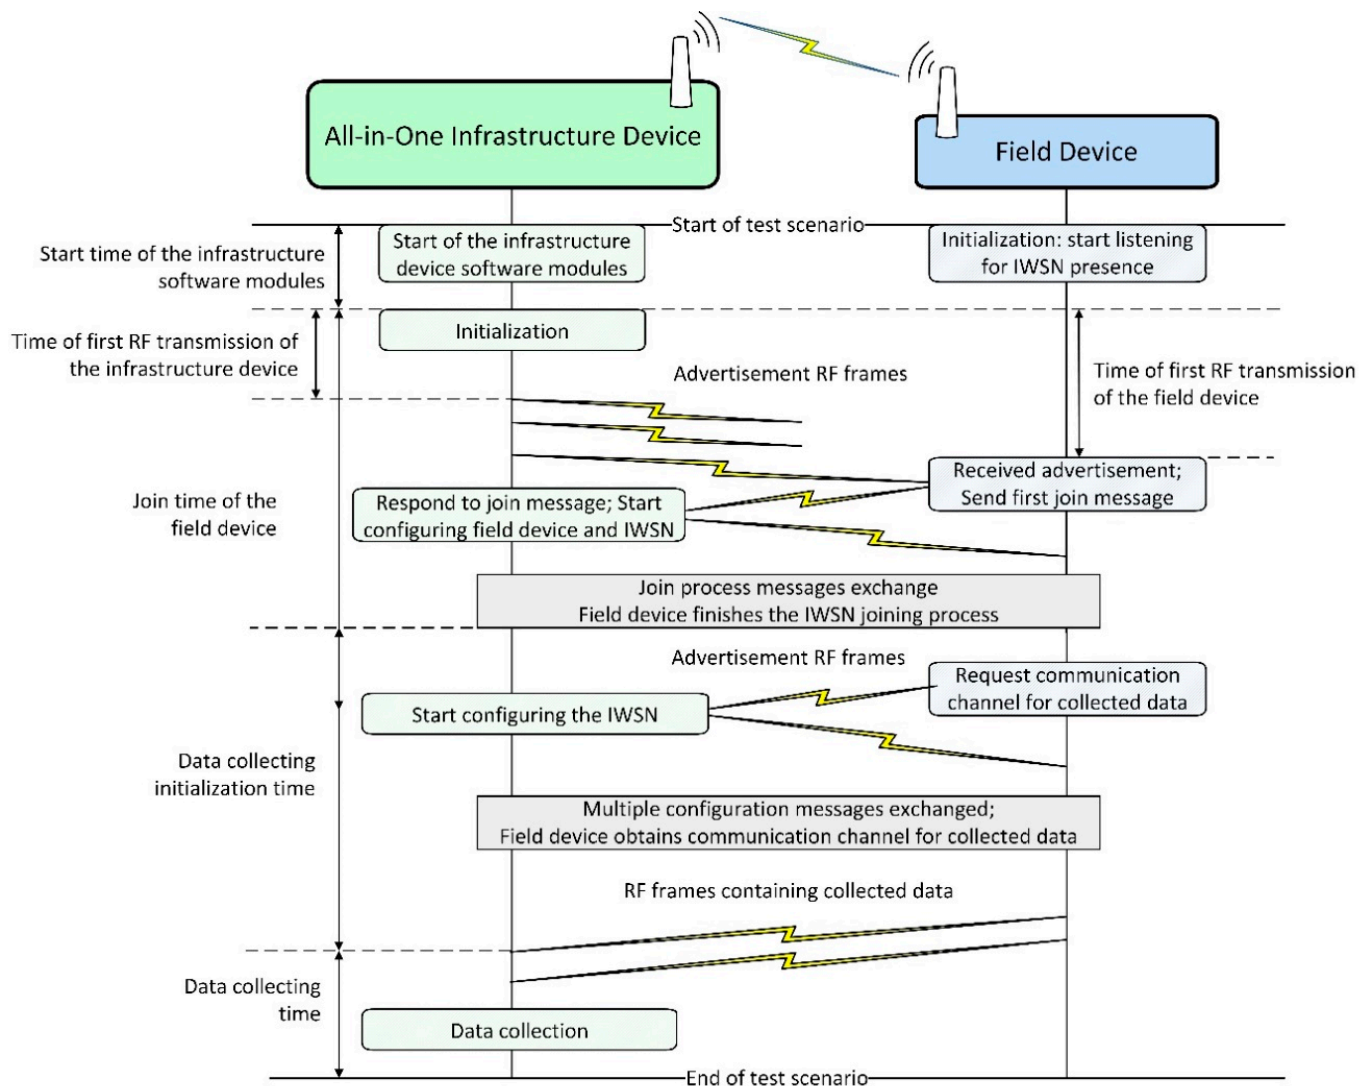 All-in-One Infrastructure Device
Field Device
Start of test scenario
Start time of the infrastructure
software modules
Start of the infrastructure
device software modules
Initialization: start listening
for IWSN presence
Time of first RF transmission of
the infrastructure device
Initialization
Advertisement RF frames
Time of first RF transmission
of the field device
Join time of the
field device
Respond to join message; Start
configuring field device and IWSN
Received advertisement;
Send first join message
Join process messages exchange
Field device finishes the IWSN joining process
Advertisement RF frames
Request communication
channel for collected data
Start configuring the IWSN
Data collecting
initialization time
Multiple configuration messages exchanged;
Field device obtains communication channel for collected data
RF frames containing collected data
Data collecting
time
Data collection
End of test scenario